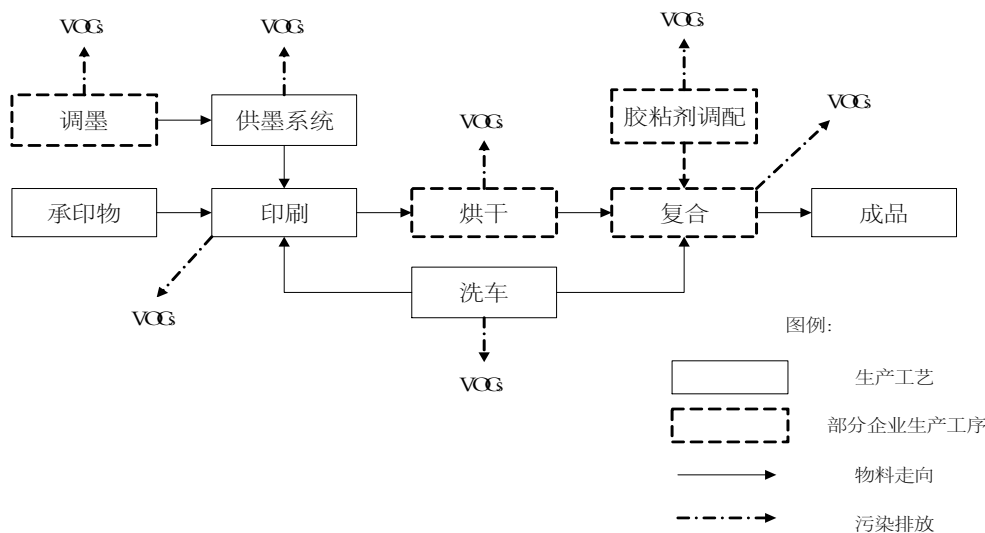 VOCs
VOCs
VOCs
调墨
供墨系统
胶粘剂调配
VOCs
VOCs
承印物
印刷
烘干
复合
成品
洗车
VOCs
VOCs
图例:
生产工艺
部分企业生产工序
物料走向
污染排放